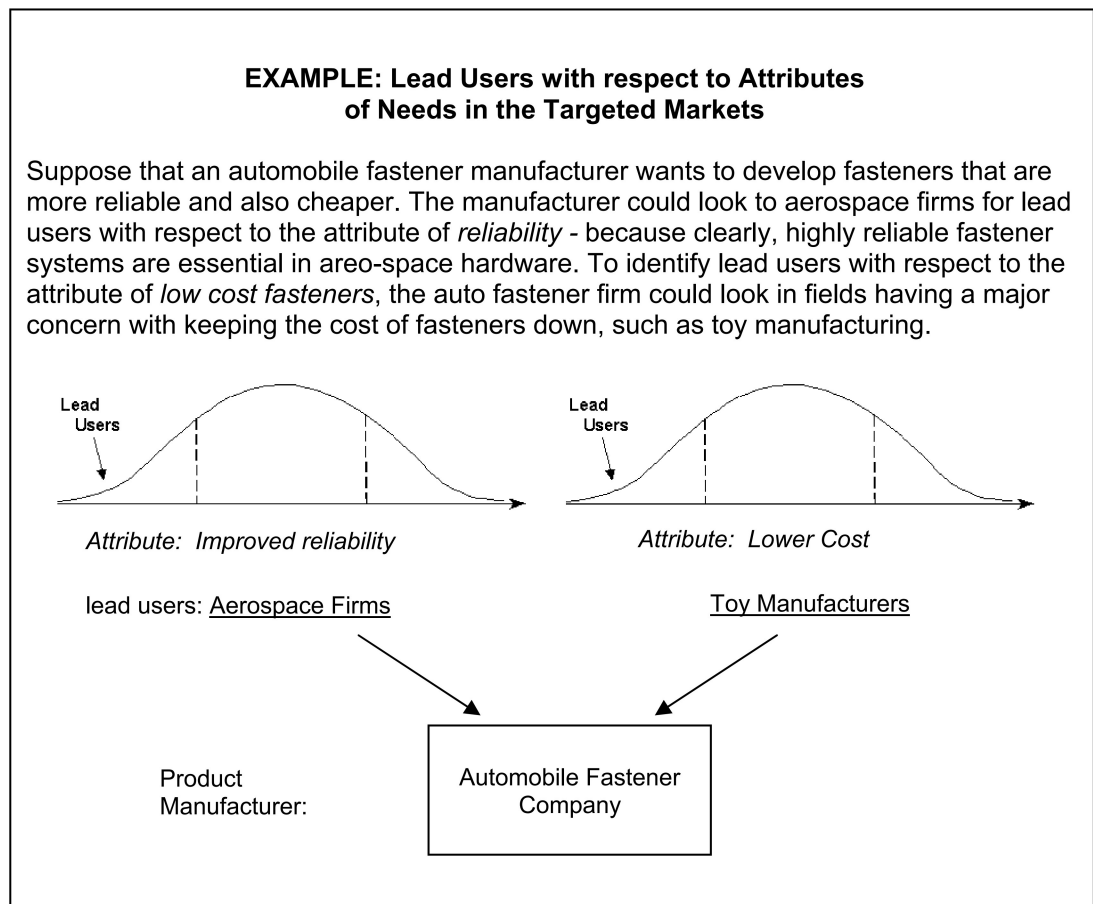 EXAMPLE: Lead Users with respect to Attributes
of Needs in the Targeted Markets
Suppose that an automobile fastener manufacturer wants to develop fasteners that are
more reliable and also cheaper. The manufacturer could look to aerospace firms for lead
users with respect to the attribute of reliability - because clearly, highly reliable fastener
systems are essential in areo-space hardware. To identify lead users with respect to the
attribute of low cost fasteners, the auto fastener firm could look in fields having a major
concern with keeping the cost of fasteners down, such as toy manufacturing.
Lead
Users
Lead
Users
Attribute: Improved reliability
Attribute: Lower Cost
lead users: Aerospace Firms
Toy Manufacturers
Product
Manufacturer:
Automobile Fastener
Company